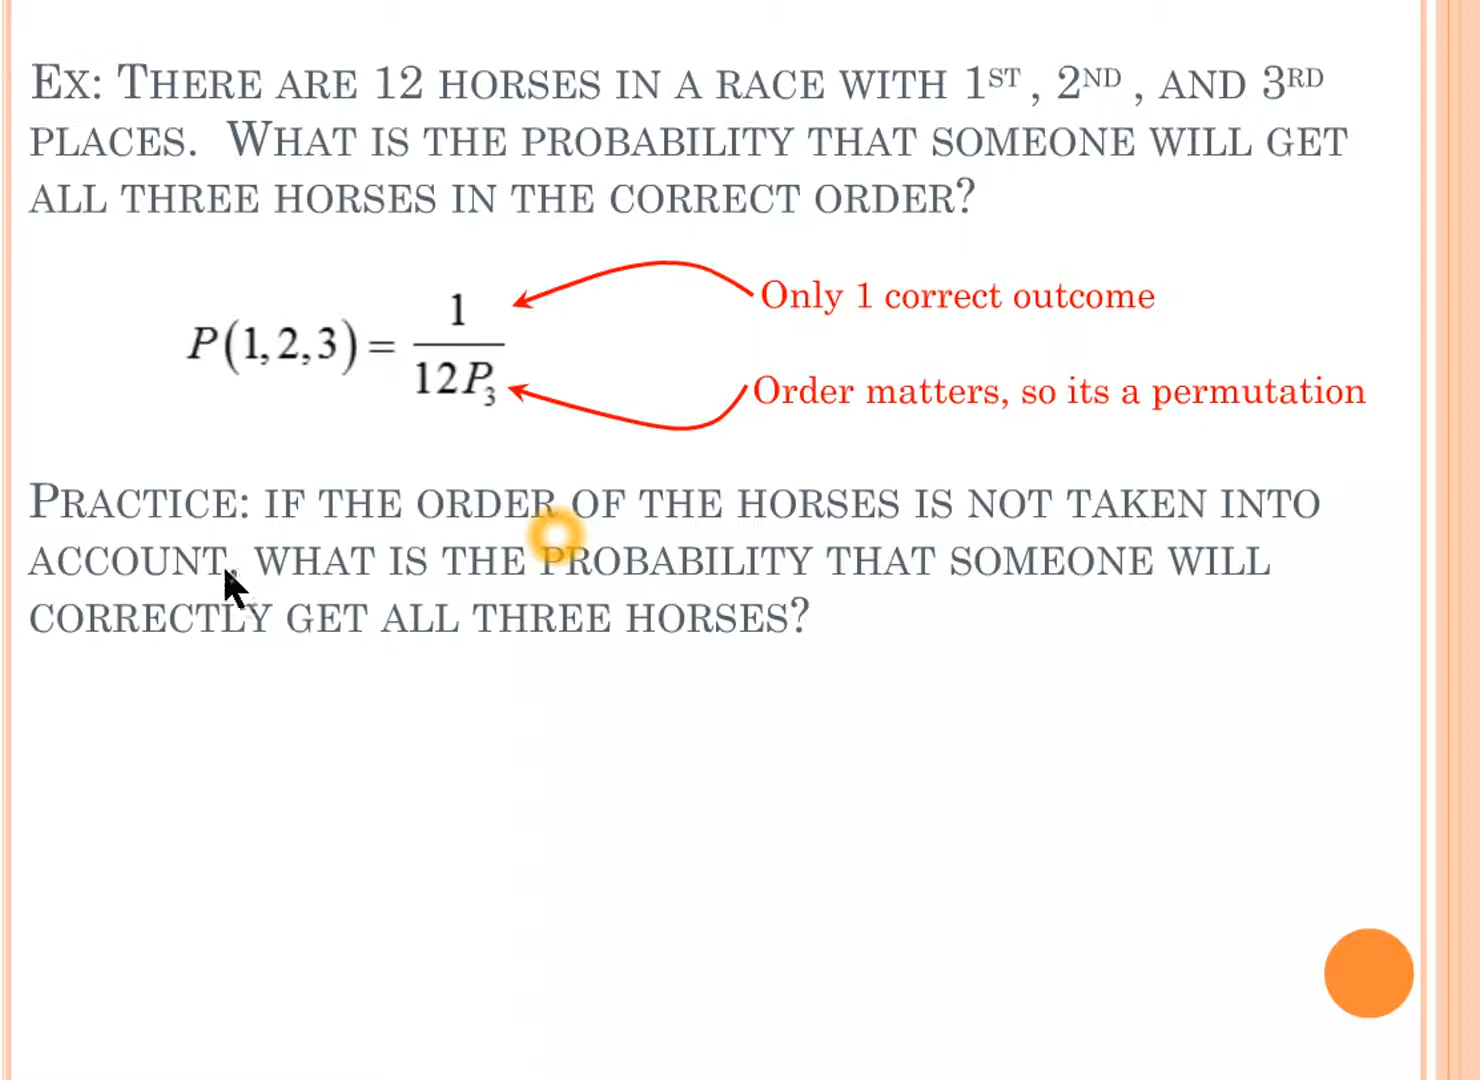 EX: THERE ARE 12 HORSES IN A RACE WITH 1ST , 2ND , AND 3RD
PLACES. WHAT IS THE PROBABILITY THAT SOMEONE WILL GET
ALL THREE HORSES IN THE CORRECT ORDER?
Only 1 correct outcome
P(1,2,3) = 1 / 12P₃
Order matters, so its a permutation
PRACTICE: IF THE ORDER OF THE HORSES IS NOT TAKEN INTO
ACCOUNT, WHAT IS THE PROBABILITY THAT SOMEONE WILL
CORRECTLY GET ALL THREE HORSES?